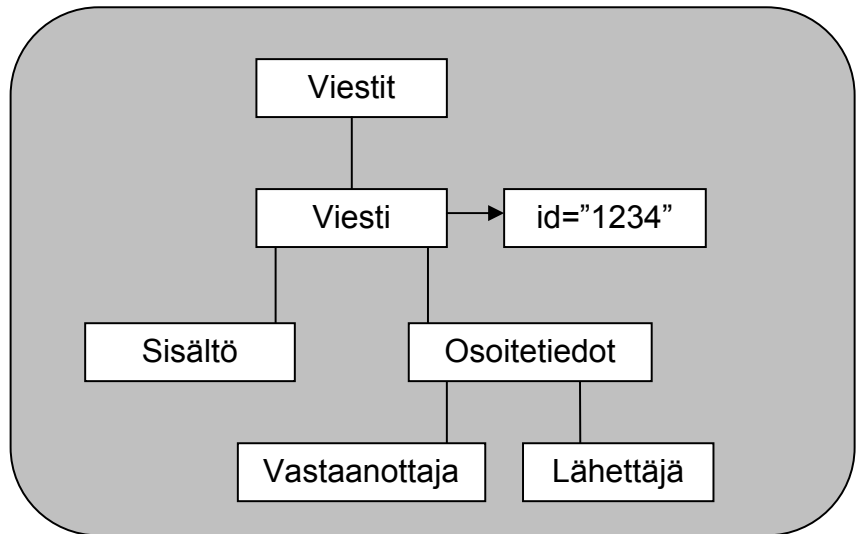 Viestit
Viesti
id=”1234”
Sisältö
Osoitetiedot
Vastaanottaja
Lähettäjä